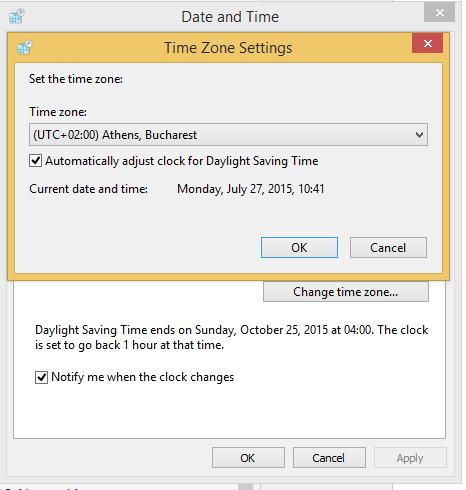 Date and Time
Time Zone Settings
Set the time zone:
Time zone:
(UTC+02:00) Athens, Bucharest
Automatically adjust clock for Daylight Saving Time
Current date and time: Monday, July 27, 2015, 10:41
OK Cancel
Change time zone...
Daylight Saving Time ends on Sunday, October 25, 2015 at 04:00. The clock
is set to go back 1 hour at that time.
Notify me when the clock changes
OK Cancel Apply